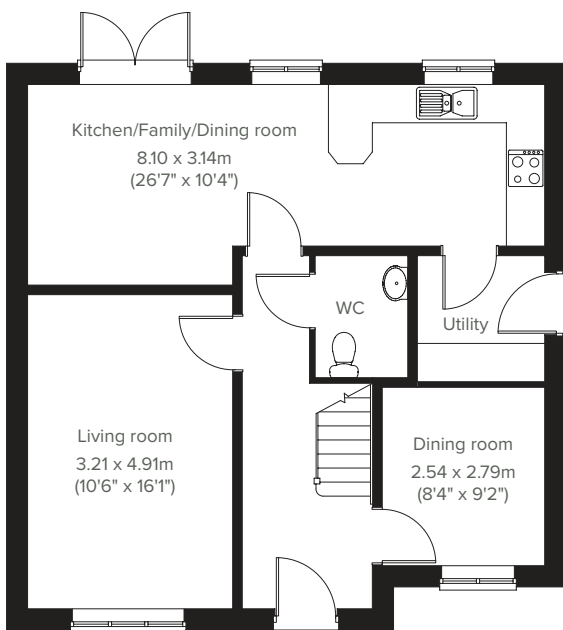 Kitchen/Family/Dining room
8.10 x 3.14m
(26'7" x 10'4")
WC
Utility
Living room
3.21 x 4.91m
(10'6" x 16'1")
Dining room
2.54 x 2.79m
(8'4" x 9'2")